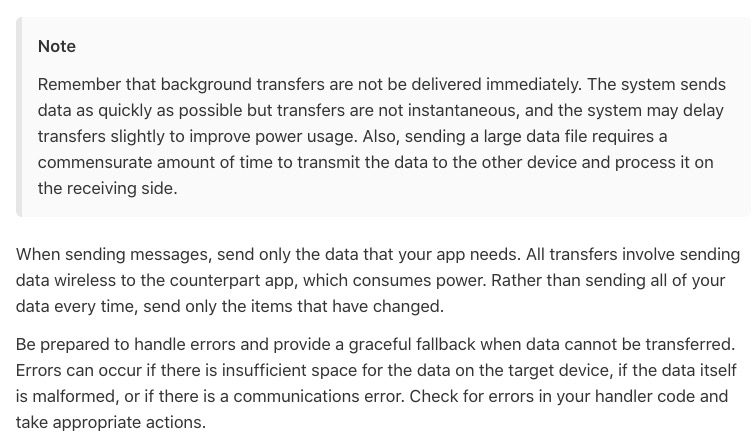 Note
Remember that background transfers are not be delivered immediately. The system sends
data as quickly as possible but transfers are not instantaneous, and the system may delay
transfers slightly to improve power usage. Also, sending a large data file requires a
commensurate amount of time to transmit the data to the other device and process it on
the receiving side.
When sending messages, send only the data that your app needs. All transfers involve sending
data wireless to the counterpart app, which consumes power. Rather than sending all of your
data every time, send only the items that have changed.
Be prepared to handle errors and provide a graceful fallback when data cannot be transferred.
Errors can occur if there is insufficient space for the data on the target device, if the data itself
is malformed, or if there is a communications error. Check for errors in your handler code and
take appropriate actions.